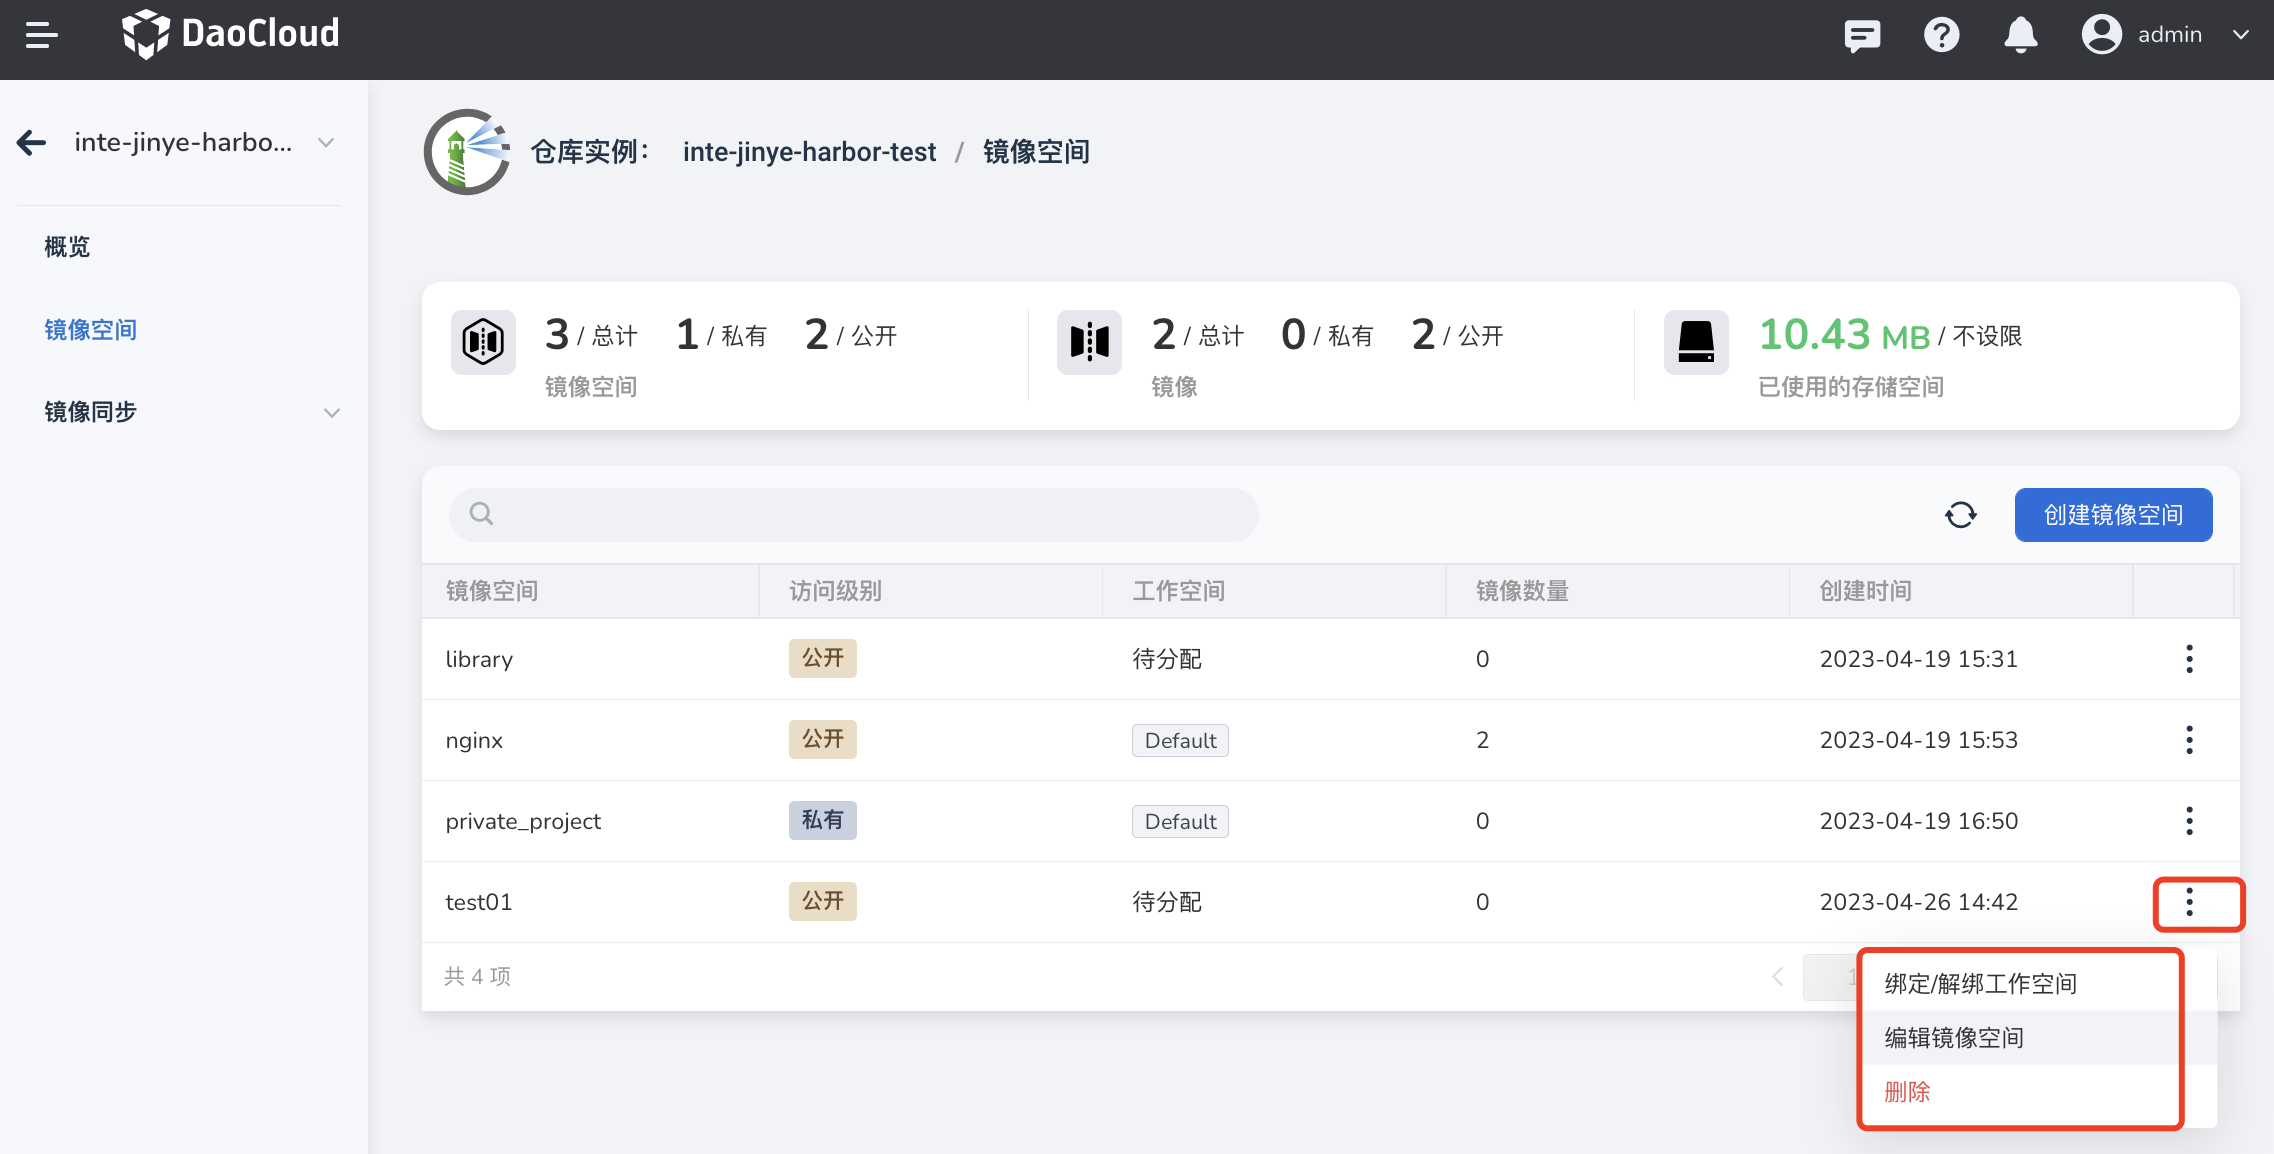 DaoCloud
admin
inte-jinye-harbo...
概览
镜像空间
镜像同步
仓库实例： inte-jinye-harbor-test / 镜像空间
3 / 总计 1 / 私有 2 / 公开
镜像空间
2 / 总计 0 / 私有 2 / 公开
镜像
10.43 MB / 不设限
已使用的存储空间
创建镜像空间
镜像空间 访问级别 工作空间 镜像数量 创建时间
library 公开 待分配 0 2023-04-19 15:31
nginx 公开 Default 2 2023-04-19 15:53
private_project 私有 Default 0 2023-04-19 16:50
test01 公开 待分配 0 2023-04-26 14:42
共 4 项
1
绑定/解绑工作空间
编辑镜像空间
删除